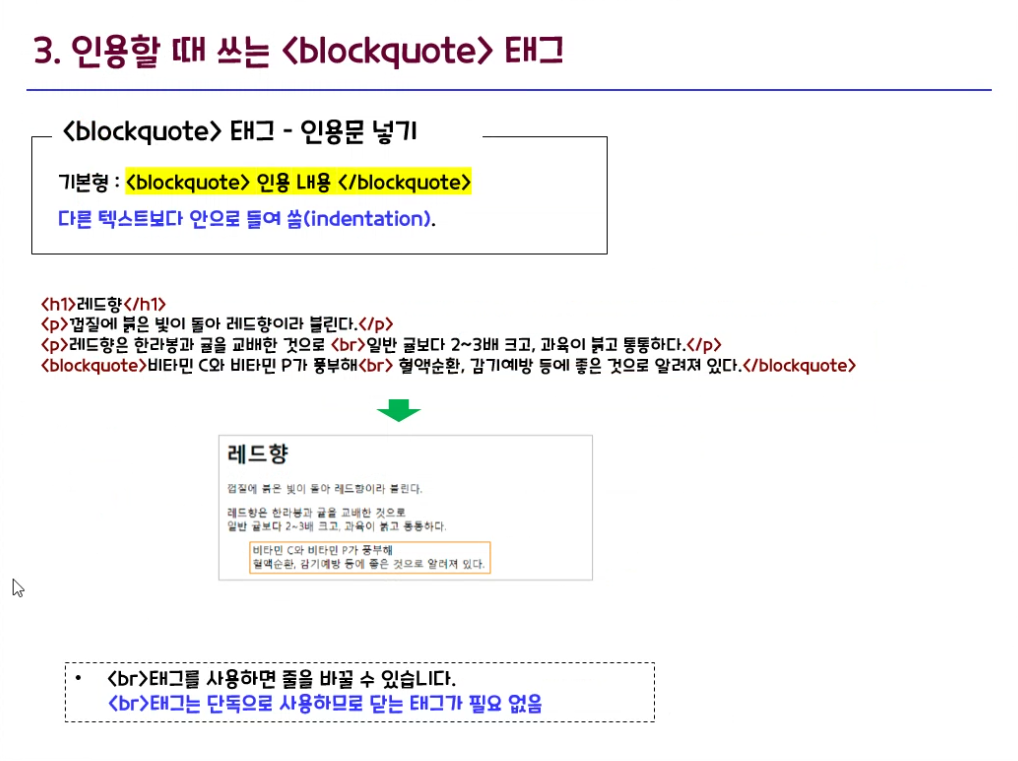 3. 인용할 때 쓰는 <blockquote> 태그
<blockquote> 태그 - 인용문 넣기
기본형 : <blockquote> 인용 내용 </blockquote>
다른 텍스트보다 안으로 들여 씀(indentation).
<h1>레드향</h1>
<p>껍질에 붉은 빛이 돌아 레드향이라 불린다.</p>
<p>레드향은 한라봉과 귤을 교배한 것으로 <br>일반 귤보다 2~3배 크고, 과육이 붉고 통통하다.</p>
<blockquote>비타민 C와 비타민 P가 풍부해<br> 혈액순환, 감기예방 등에 좋은 것으로 알려져 있다.</blockquote>
레드향
껍질에 붉은 빛이 돌아 레드향이라 불린다.
레드향은 한라봉과 귤을 교배한 것으로
일반 귤보다 2~3배 크고, 과육이 붉고 통통하다.
비타민 C와 비타민 P가 풍부해
혈액순환, 감기예방 등에 좋은 것으로 알려져 있다.
• <br>태그를 사용하면 줄을 바꿀 수 있습니다.
<br>태그는 단독으로 사용하므로 닫는 태그가 필요 없음